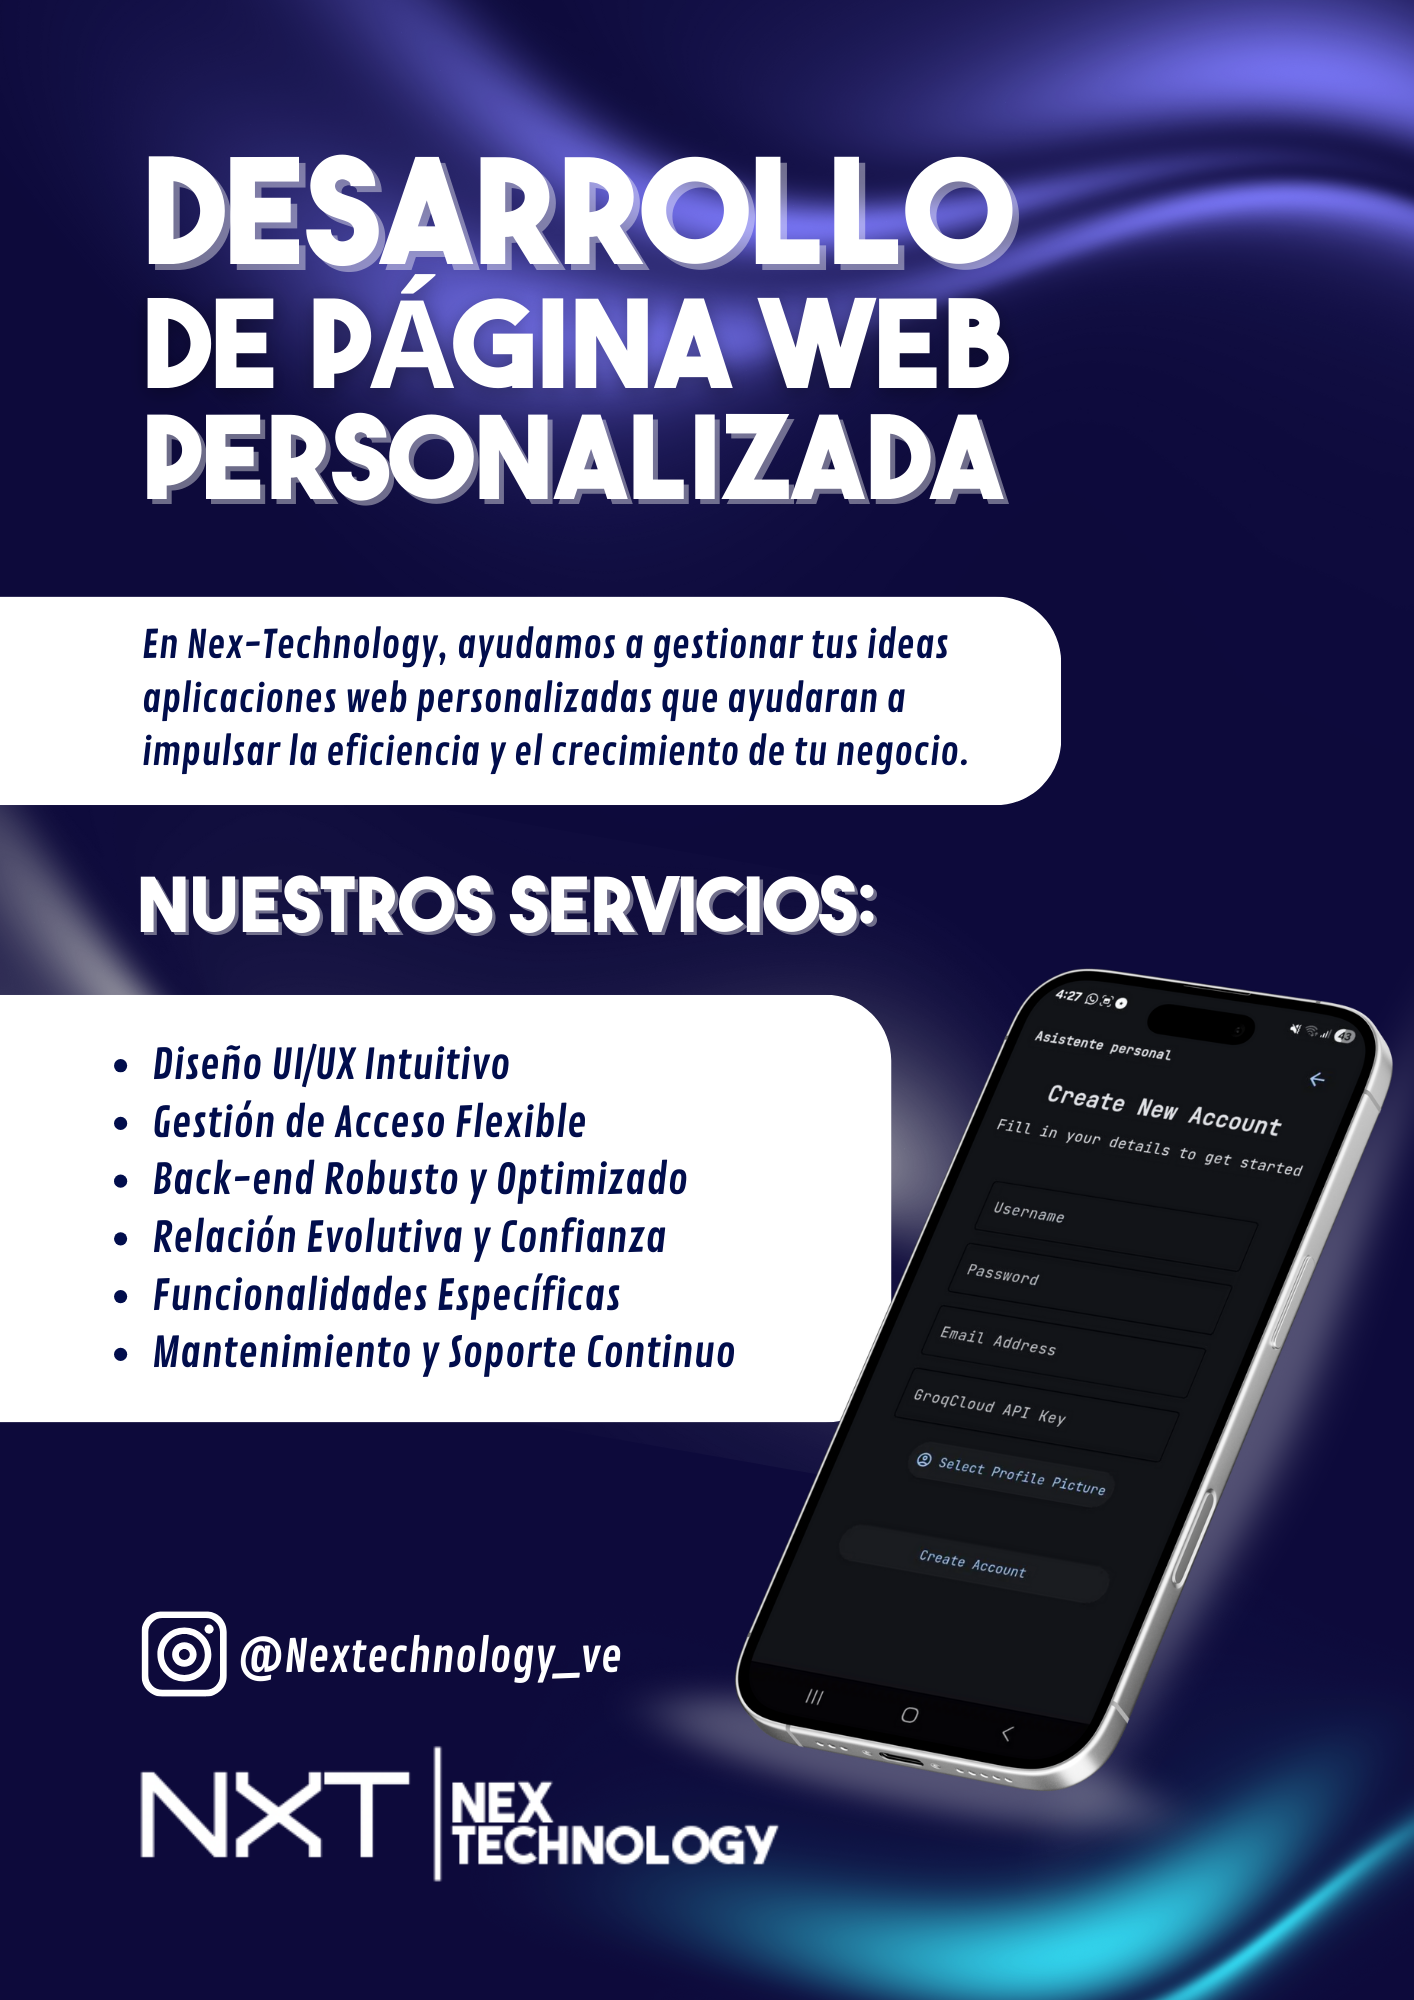 DESARROLLO
DE PÁGINA WEB
PERSONALIZADA
En Nex-Technology, ayudamos a gestionar tus ideas
aplicaciones web personalizadas que ayudaran a
impulsar la eficiencia y el crecimiento de tu negocio.
NUESTROS SERVICIOS:
• Diseño UI/UX Intuitivo
• Gestión de Acceso Flexible
• Back-end Robusto y Optimizado
• Relación Evolutiva y Confianza
• Funcionalidades Específicas
• Mantenimiento y Soporte Continuo
4:27
43
Asistente personal
Create New Account
Fill in your details to get started
Username
Password
Email Address
GroqCloud API Key
Select Profile Picture
Create Account
@Nextechnology_ve
NXT
NEX
TECHNOLOGY